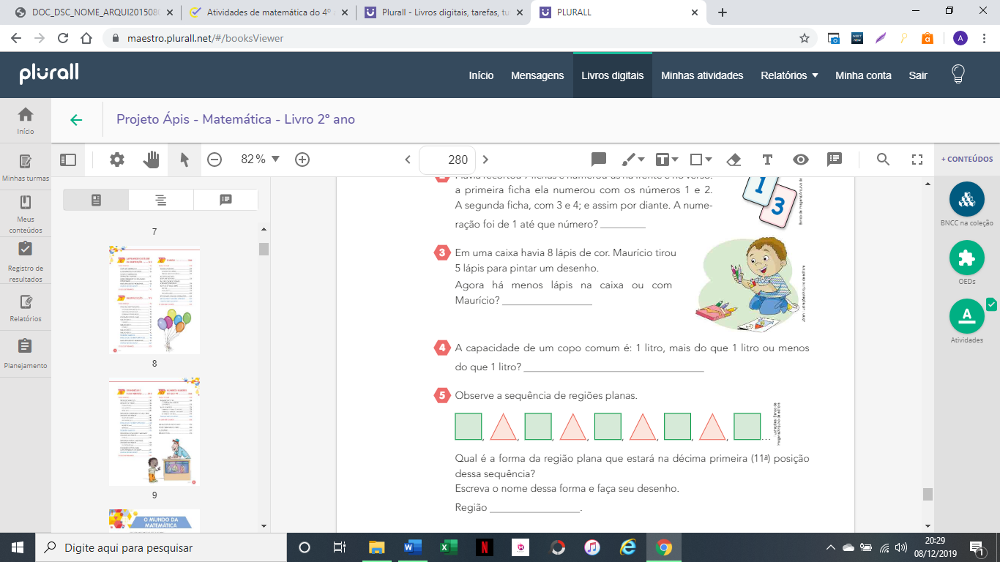 DOC_DSC_NOME_ARQUI201508
Atividades de matemática do 4º
Plurall - Livros digitais, tarefas, tu
PLURALL
maestro.plurall.net/#/booksViewer
A
plurall
Início
Mensagens
Livros digitais
Minhas atividades
Relatórios
Minha conta
Sair
Início
Minhas turmas
Meus conteúdos
Registro de resultados
Relatórios
Planejamento
Projeto Ápis - Matemática - Livro 2º ano
82 %
280
+ CONTEÚDOS
BNCC na coleção
OEDs
Atividades
7
8
9
O MUNDO DA
MATEMÁTICA
a primeira ficha ela numerou com os números 1 e 2.
A segunda ficha, com 3 e 4; e assim por diante. A nume-
ração foi de 1 até que número?
1
3
3 Em uma caixa havia 8 lápis de cor. Maurício tirou
5 lápis para pintar um desenho.
Agora há menos lápis na caixa ou com
Maurício?
4 A capacidade de um copo comum é: 1 litro, mais do que 1 litro ou menos
do que 1 litro?
5 Observe a sequência de regiões planas.
, , , , , , , , ...
Qual é a forma da região plana que estará na décima primeira (11ª) posição
dessa sequência?
Escreva o nome dessa forma e faça seu desenho.
Região .
Digite aqui para pesquisar
20:29
08/12/2019
1